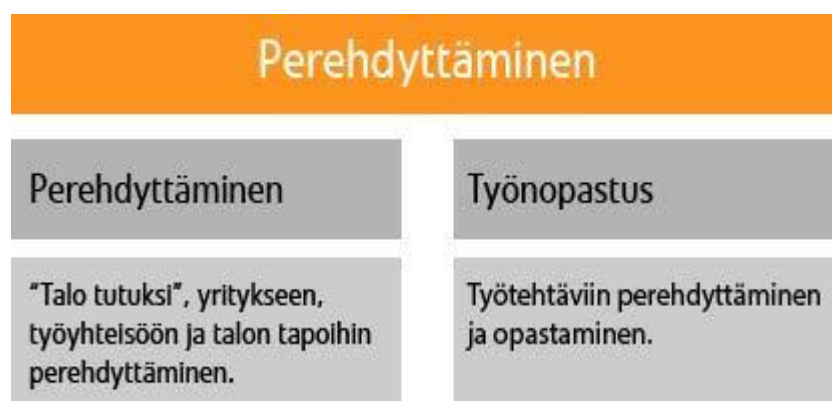 Perehdyttäminen
Perehdyttäminen
Työnopastus
“Talo tutuksi”, yritykseen,
työyhteisöön ja talon tapoihin
perehdyttäminen.
Työtehtäviin perehdyttäminen
ja opastaminen.